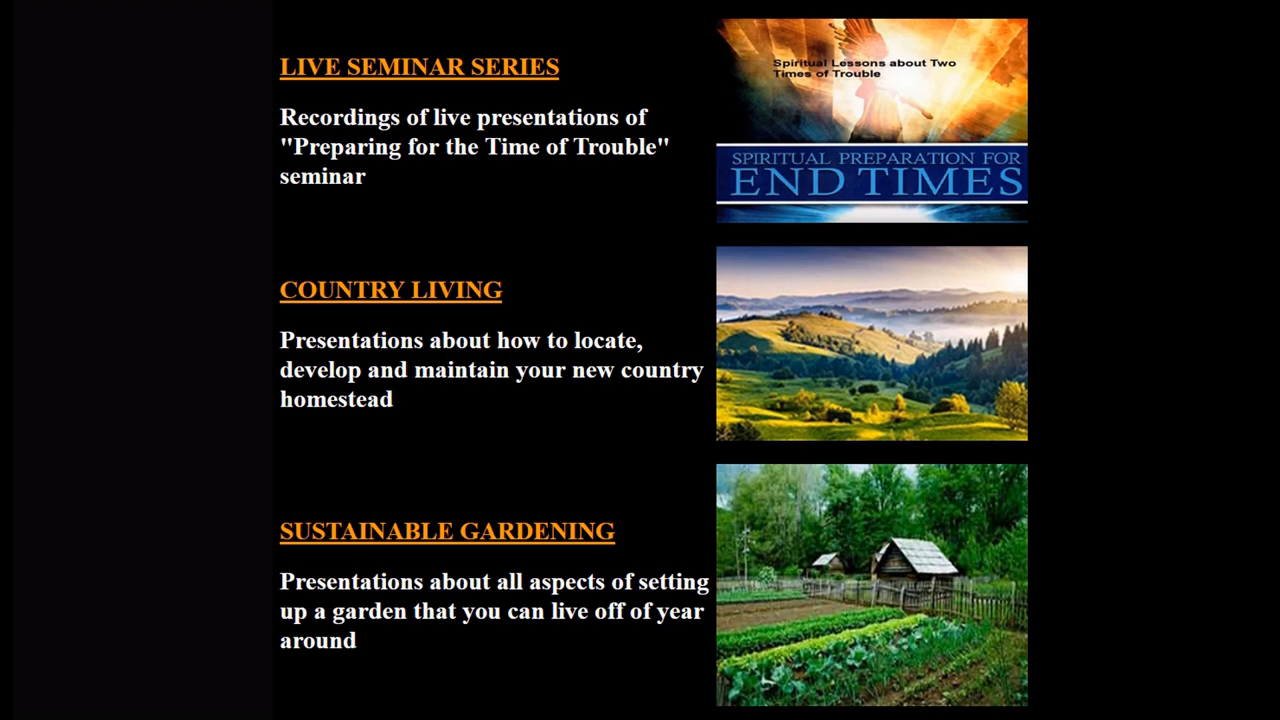 LIVE SEMINAR SERIES
Recordings of live presentations of
"Preparing for the Time of Trouble"
seminar
Spiritual Lessons about Two
Times of Trouble
SPIRITUAL PREPARATION FOR
END TIMES
COUNTRY LIVING
Presentations about how to locate,
develop and maintain your new country
homestead
SUSTAINABLE GARDENING
Presentations about all aspects of setting
up a garden that you can live off of year
around